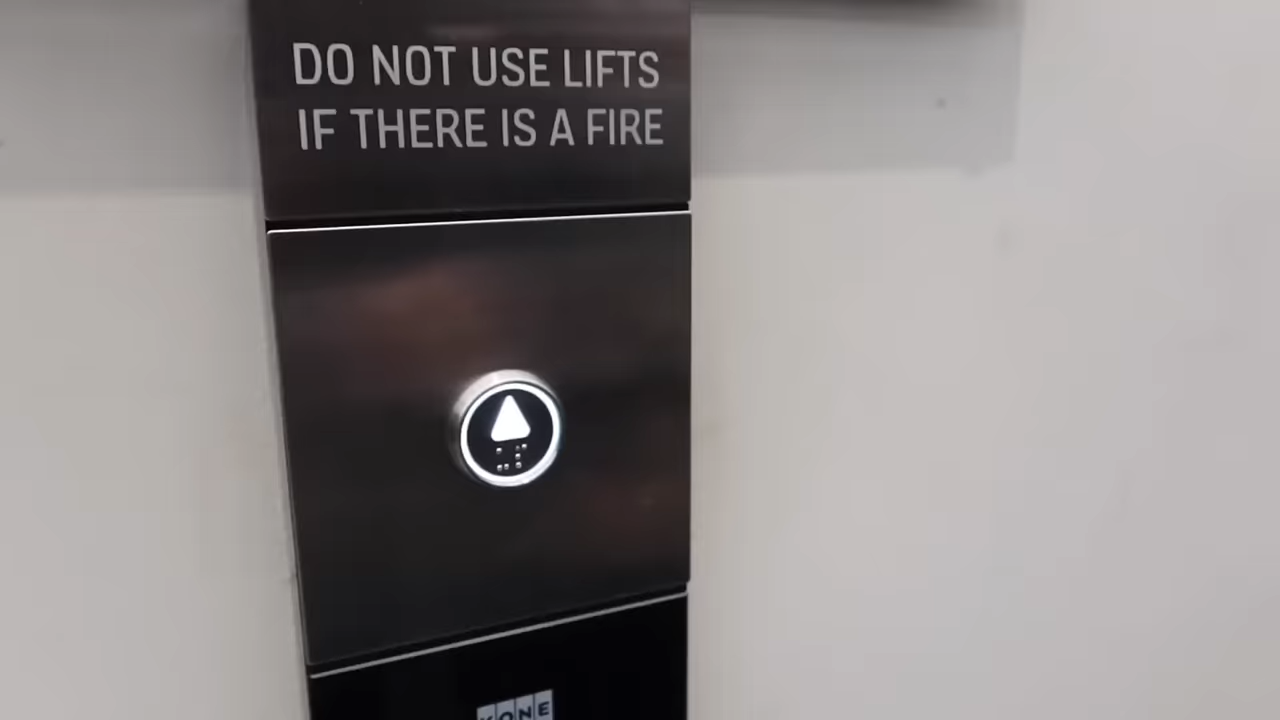 DO NOT USE LIFTS
IF THERE IS A FIRE
KONE